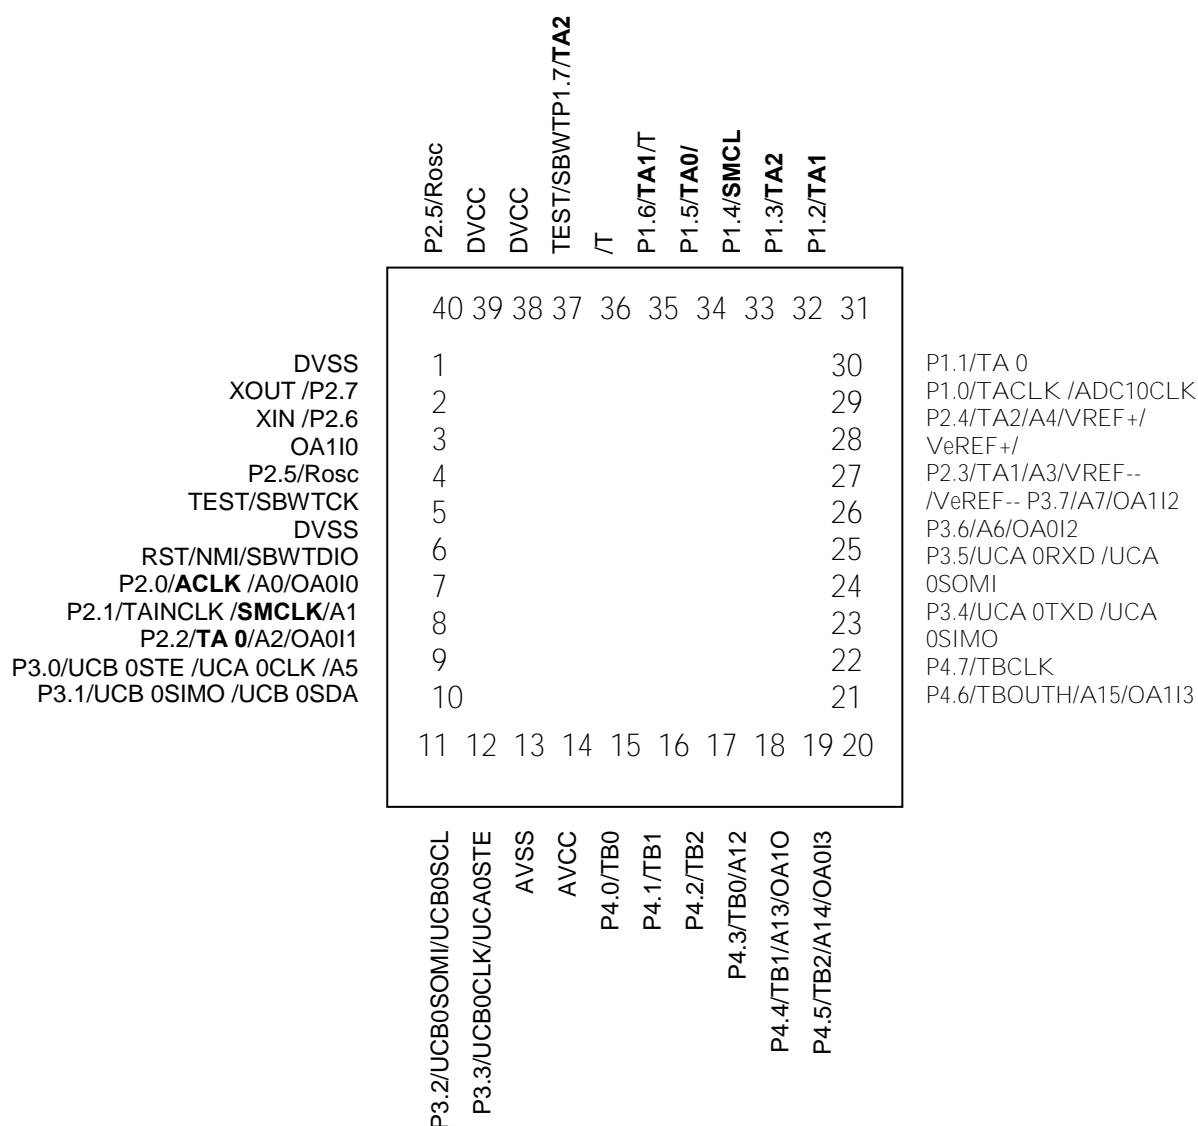 P2.5/Rosc
DVCC
DVCC
TEST/SBWTP1.7/TA2
/T
P1.6/TA1/T
P1.5/TA0/
P1.4/SMCL
P1.3/TA2
P1.2/TA1
40 39 38 37 36 35 34 33 32 31
DVSS
XOUT /P2.7
XIN /P2.6
OA1I0
P2.5/Rosc
TEST/SBWTCK
DVSS
RST/NMI/SBWTDIO
P2.0/ACLK /A0/OA0I0
P2.1/TAINCLK /SMCLK/A1
P2.2/TA 0/A2/OA0I1
P3.0/UCB 0STE /UCA 0CLK /A5
P3.1/UCB 0SIMO /UCB 0SDA
1
2
3
4
5
6
7
8
9
10
30
29
28
27
26
25
24
23
22
21
P1.1/TA 0
P1.0/TACLK /ADC10CLK
P2.4/TA2/A4/VREF+/
VeREF+/
P2.3/TA1/A3/VREF--
/VeREF-- P3.7/A7/OA1I2
P3.6/A6/OA0I2
P3.5/UCA 0RXD /UCA
0SOMI
P3.4/UCA 0TXD /UCA
0SIMO
P4.7/TBCLK
P4.6/TBOUTH/A15/OA1I3
11 12 13 14 15 16 17 18 19 20
P3.2/UCB0SOMI/UCB0SCL
P3.3/UCB0CLK/UCA0STE
AVSS
AVCC
P4.0/TB0
P4.1/TB1
P4.2/TB2
P4.3/TB0/A12
P4.4/TB1/A13/OA1O
P4.5/TB2/A14/OA0I3